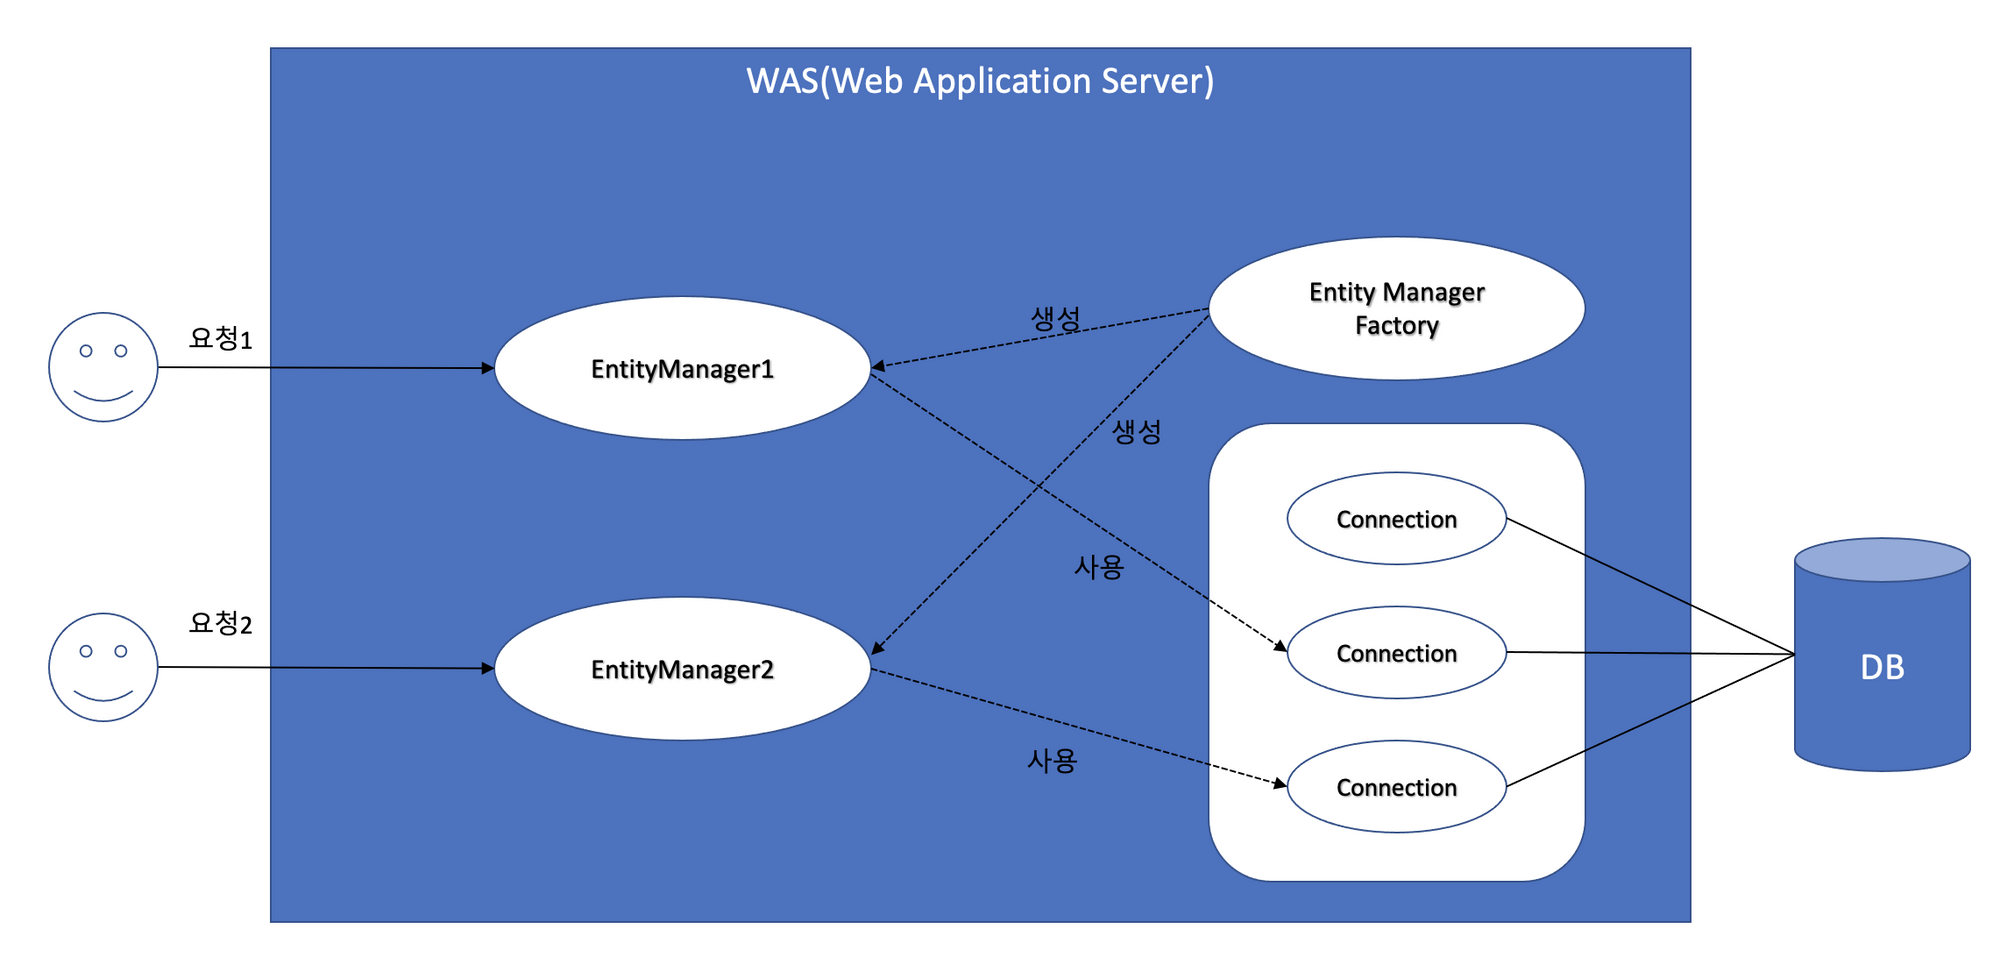 WAS(Web Application Server)
Entity Manager
Factory
생성
요청1
EntityManager1
생성
Connection
사용
요청2
EntityManager2
Connection
DB
사용
Connection